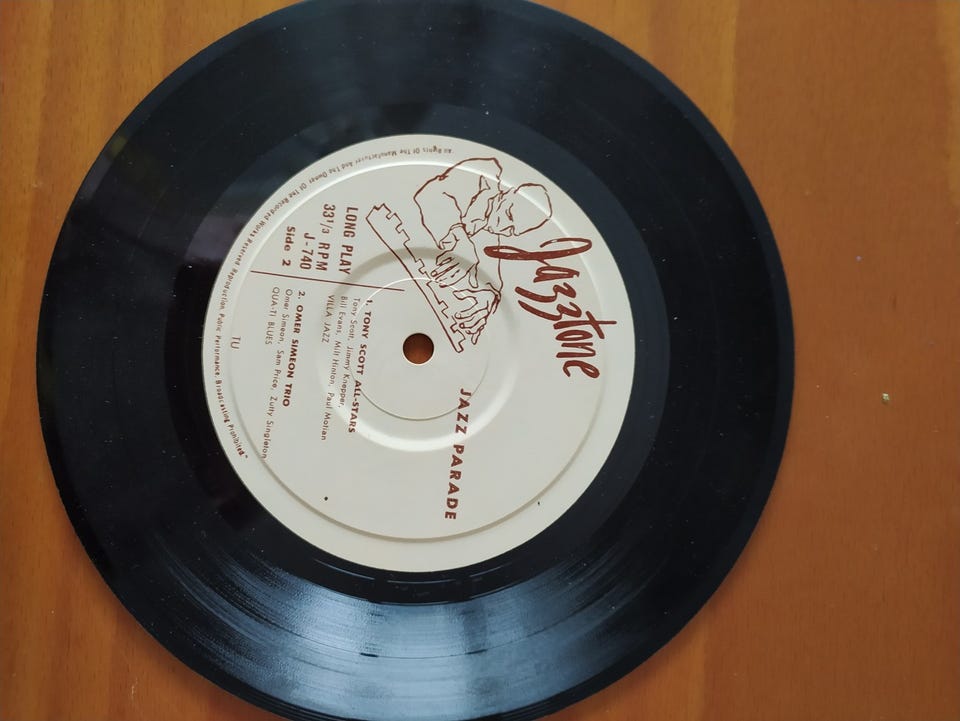 Jazztone
JAZZ PARADE
LONG PLAY
33 1/3 RPM
J-740
Side 2
1. TONY SCOTT ALL-STARS
Tony Scott, Jimmy Knepper,
Bill Evans, Milt Hinton, Paul Motian
VILLA JAZZ
2. OMER SIMEON TRIO
Omer Simeon, Sam Price, Zutty Singleton
QUA-TI BLUES
TU
All Rights Of The Manufacturer And The Owner Of The Recorded Works Reserved Reproduction Public Performance, Broadcasting Prohibited"